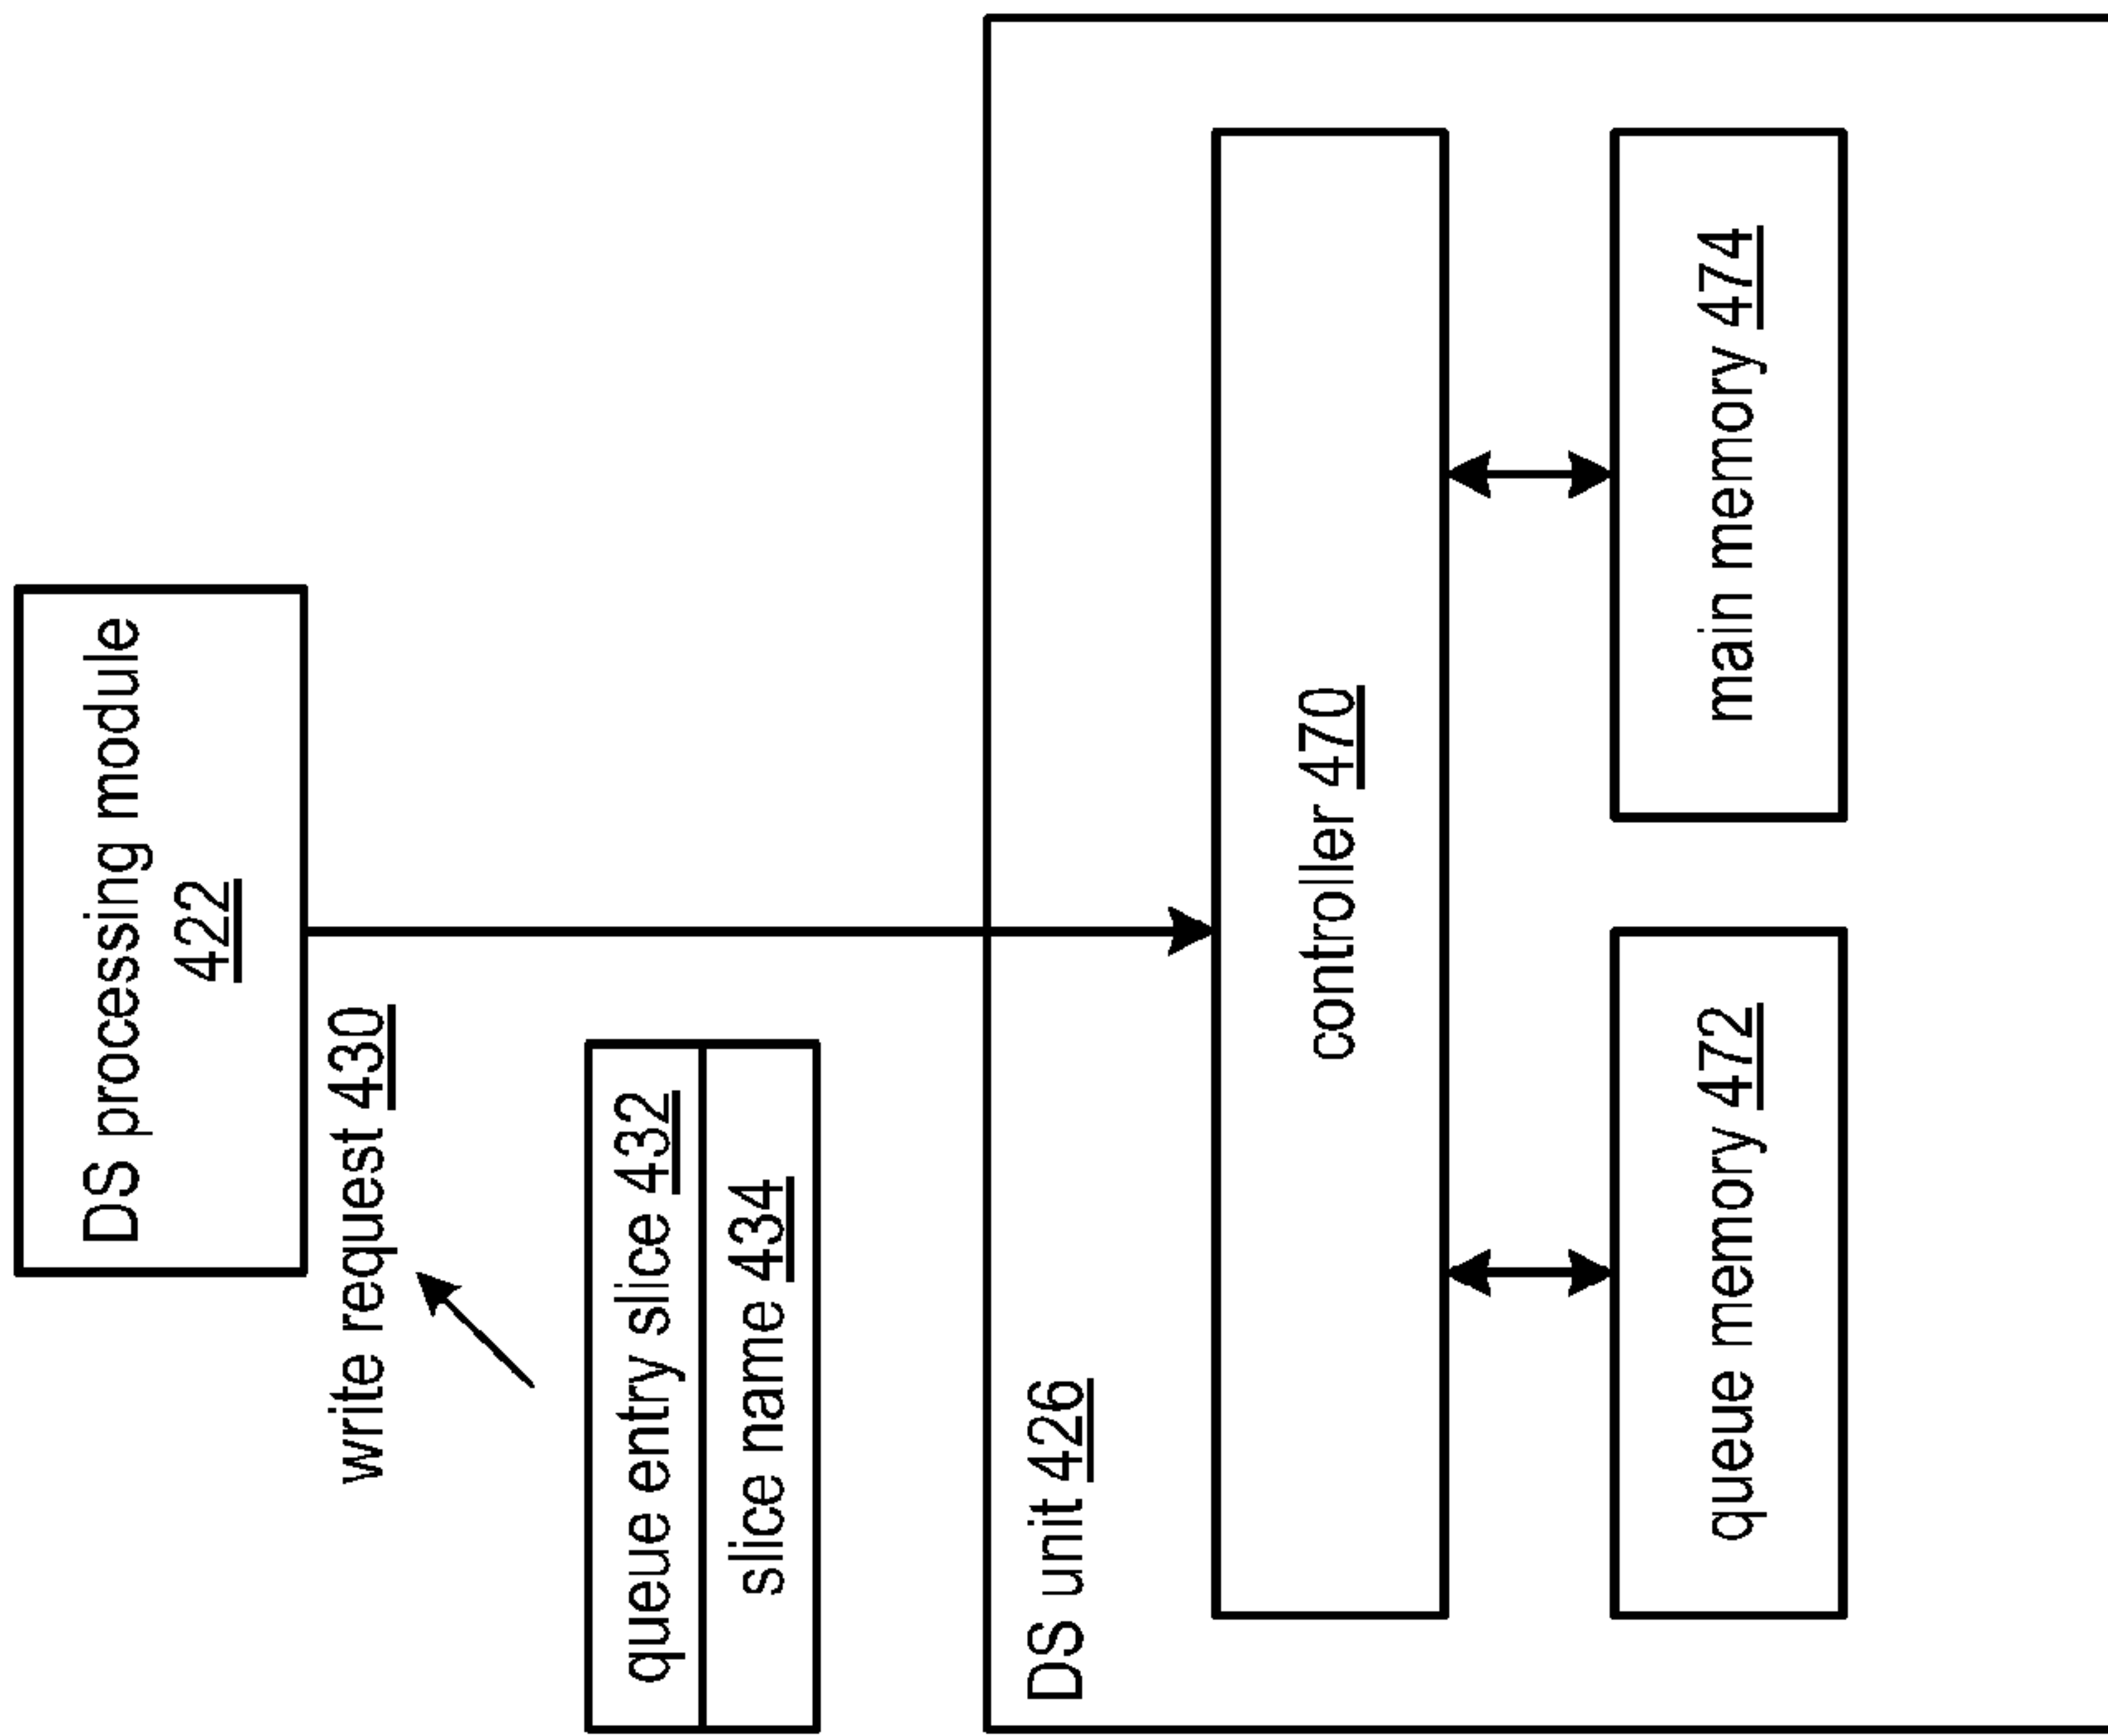 DS processing module
422
write request 430
queue entry slice 432
slice name 434
DS unit 426
controller 470
queue memory 472
main memory 474